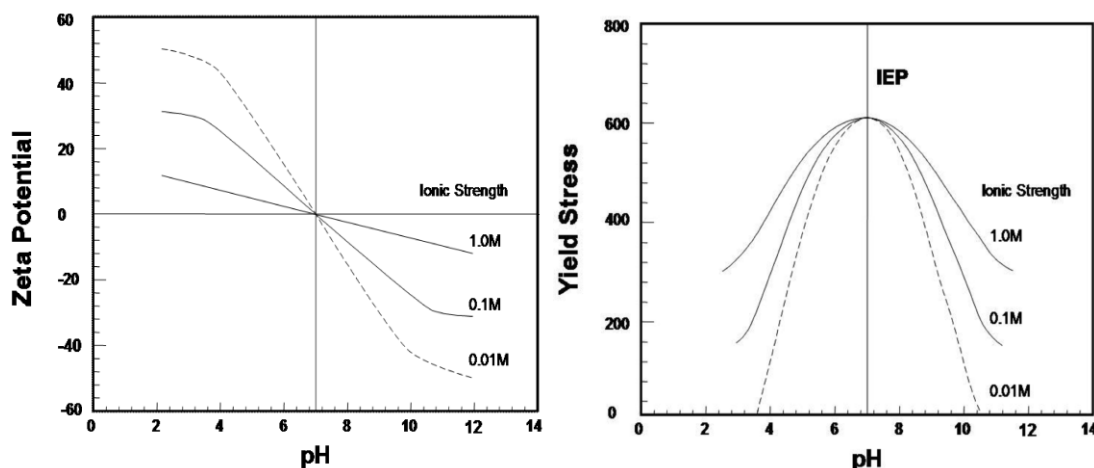 60
40
20
0
-20
-40
-60
Zeta Potential
Ionic Strength
1.0M
0.1M
0.01M
0 2 4 6 8 10 12 14
pH
800
600
400
200
0
Yield Stress
IEP
Ionic Strength
1.0M
0.1M
0.01M
0 2 4 6 8 10 12 14
pH